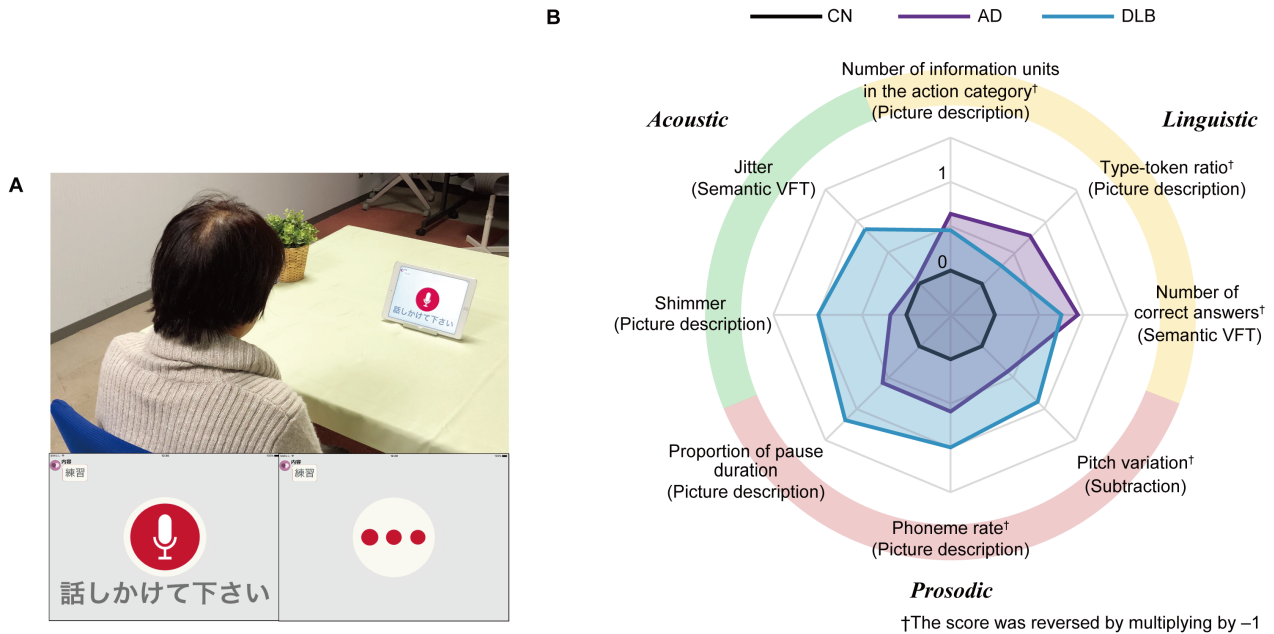 A
話しかけて下さい
内容
練習
話しかけて下さい
内容
練習
B
CN
AD
DLB
Number of information units
in the action category†
(Picture description)
Acoustic
Linguistic
Jitter
(Semantic VFT)
Type-token ratio†
(Picture description)
1
0
Shimmer
(Picture description)
Number of
correct answers†
(Semantic VFT)
Proportion of pause
duration
(Picture description)
Pitch variation†
(Subtraction)
Phoneme rate†
(Picture description)
Prosodic
†The score was reversed by multiplying by –1